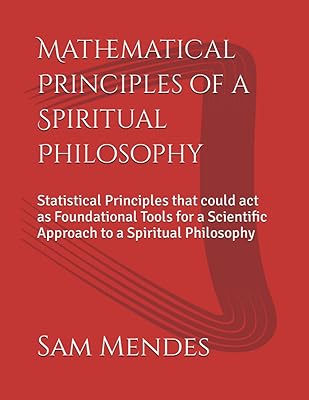 Mathematical
Principles of a
Spiritual
Philosophy
Statistical Principles that could act
as Foundational Tools for a Scientific
Approach to a Spiritual Philosophy
Sam Mendes